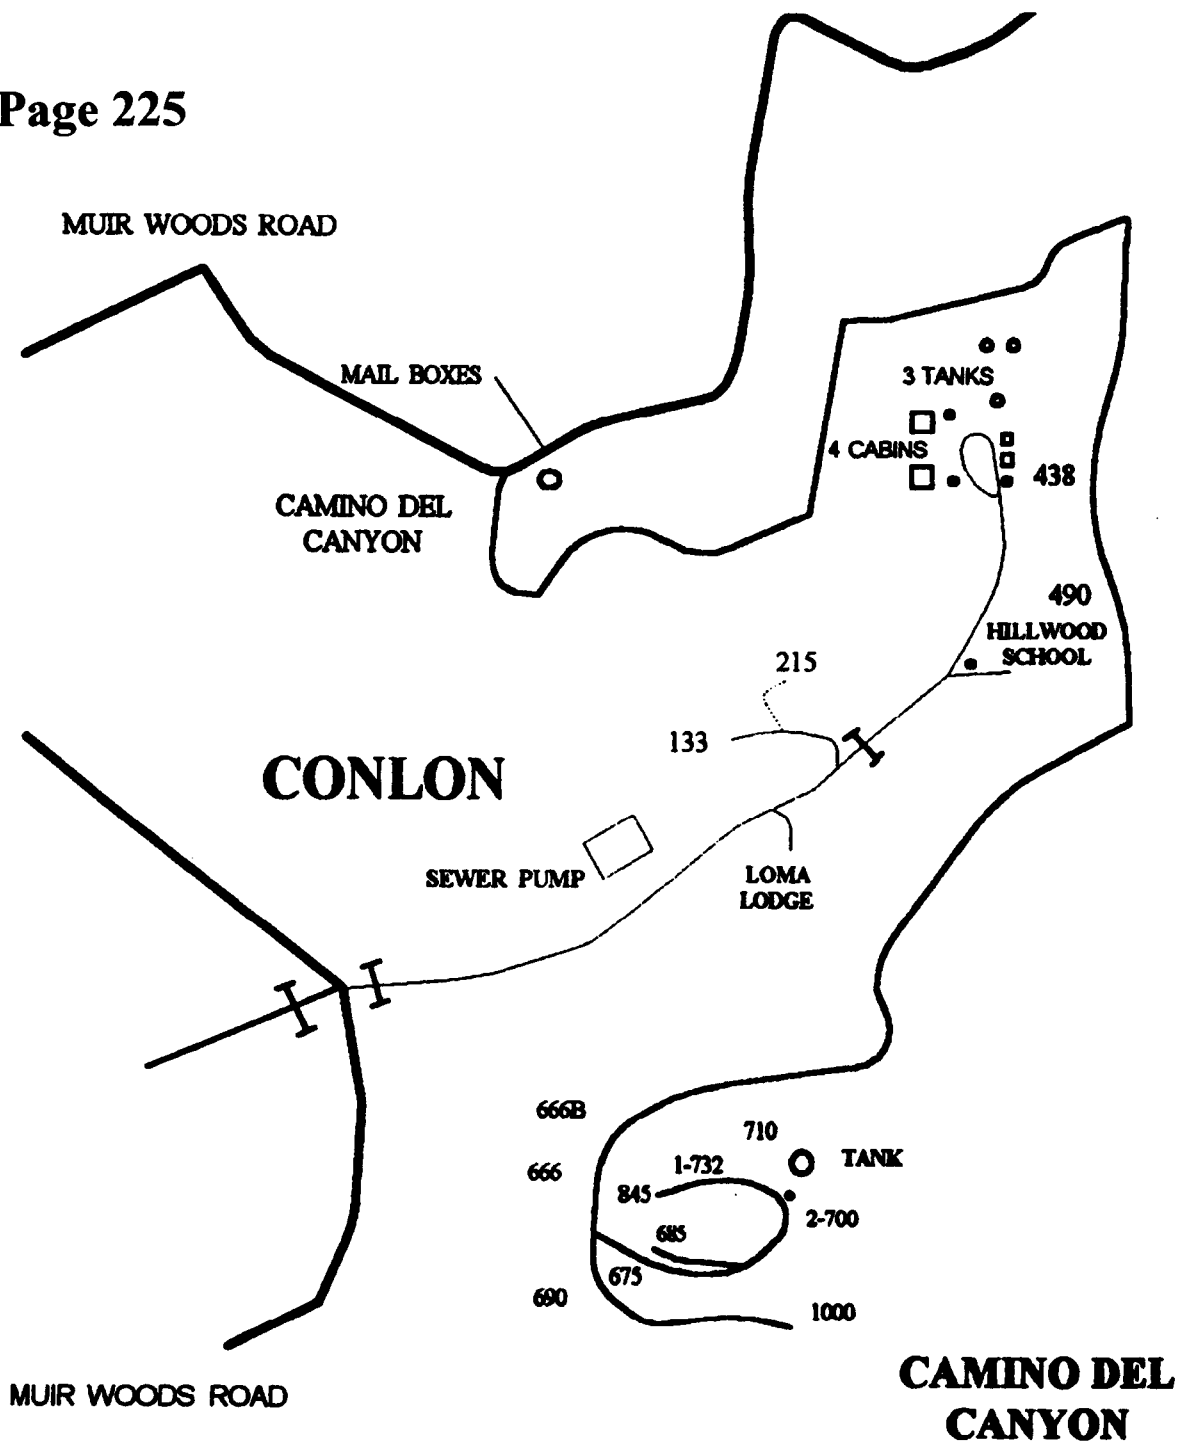 Page 225
MUIR WOODS ROAD
MAIL BOXES
3 TANKS
4 CABINS
438
CAMINO DEL
CANYON
490
HILLWOOD
SCHOOL
215
133
CONLON
SEWER PUMP
LOMA
LODGE
666B
710
666
1-732
TANK
845
2-700
685
675
690
1000
CAMINO DEL
CANYON
MUIR WOODS ROAD